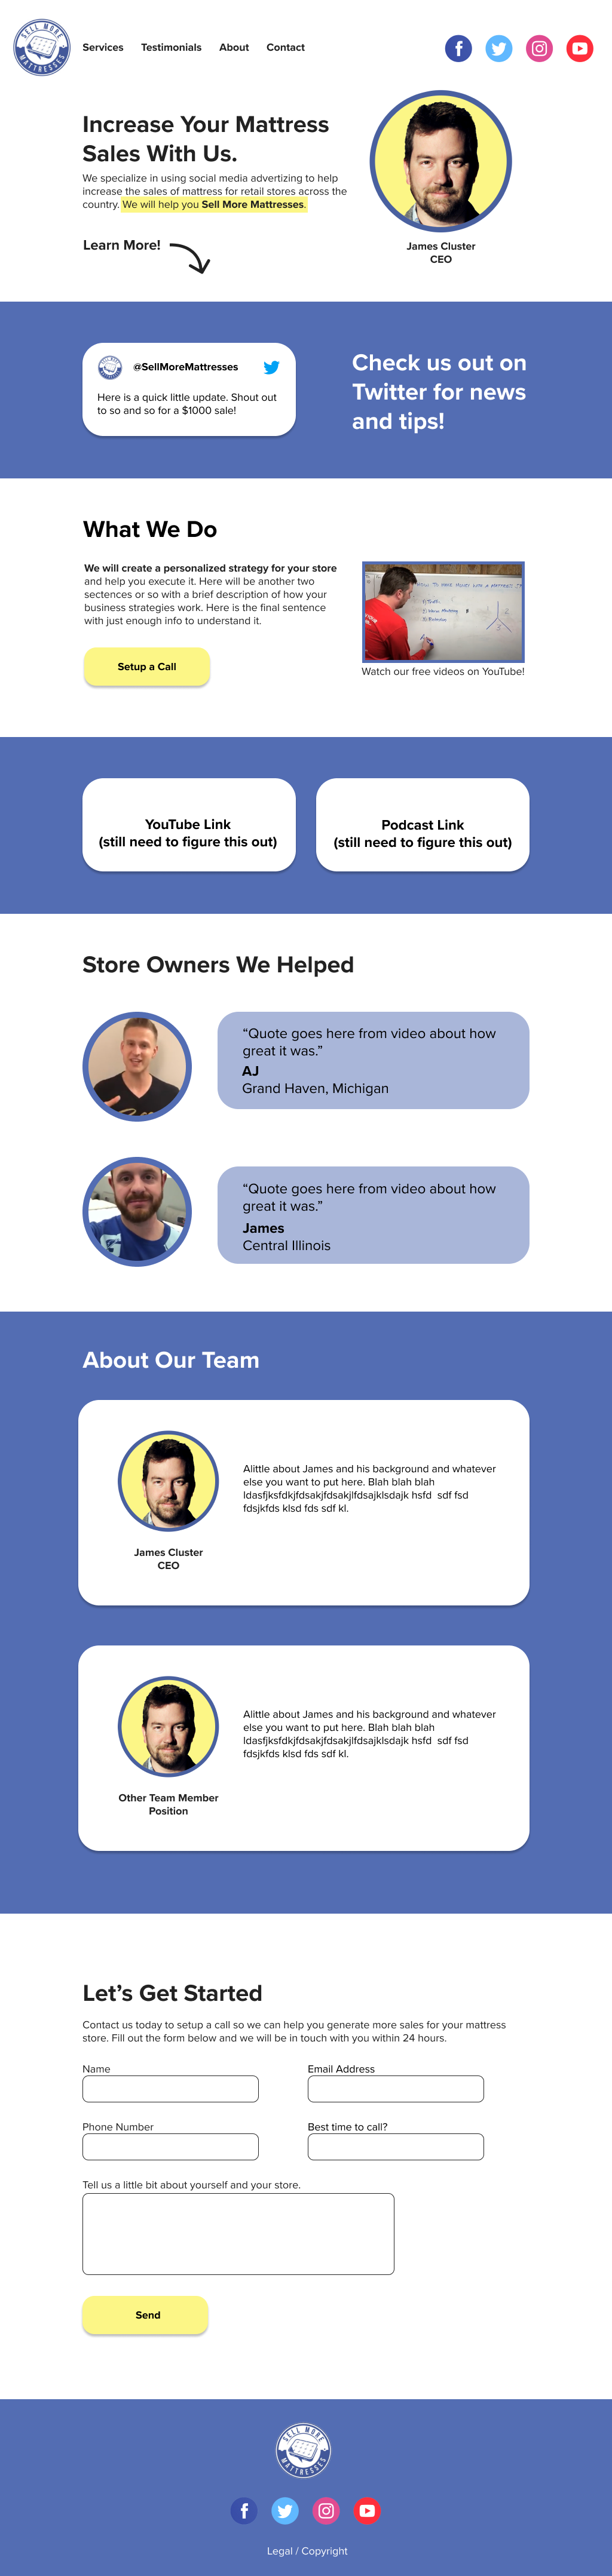 SELL MORE
MATTRESSES
Services Testimonials About Contact
Increase Your Mattress
Sales With Us.
We specialize in using social media advertizing to help
increase the sales of mattress for retail stores across the
country. We will help you Sell More Mattresses.
Learn More!
James Cluster
CEO
@SellMoreMattresses
Here is a quick little update. Shout out
to so and so for a $1000 sale!
Check us out on
Twitter for news
and tips!
What We Do
We will create a personalized strategy for your store
and help you execute it. Here will be another two
sectences or so with a brief description of how your
business strategies work. Here is the final sentence
with just enough info to understand it.
Setup a Call
Watch our free videos on YouTube!
YouTube Link
(still need to figure this out)
Podcast Link
(still need to figure this out)
Store Owners We Helped
“Quote goes here from video about how
great it was.”
AJ
Grand Haven, Michigan
“Quote goes here from video about how
great it was.”
James
Central Illinois
About Our Team
James Cluster
CEO
Alittle about James and his background and whatever
else you want to put here. Blah blah blah
ldasfjksfdkjfdsakjfdsakjlfdsajklsdajk hsfd sdf fsd
fdsjkfds klsd fds sdf kl.
Other Team Member
Position
Alittle about James and his background and whatever
else you want to put here. Blah blah blah
ldasfjksfdkjfdsakjfdsakjlfdsajklsdajk hsfd sdf fsd
fdsjkfds klsd fds sdf kl.
Let’s Get Started
Contact us today to setup a call so we can help you generate more sales for your mattress
store. Fill out the form below and we will be in touch with you within 24 hours.
Name
Email Address
Phone Number
Best time to call?
Tell us a little bit about yourself and your store.
Send
SELL MORE
MATTRESSES
Legal / Copyright